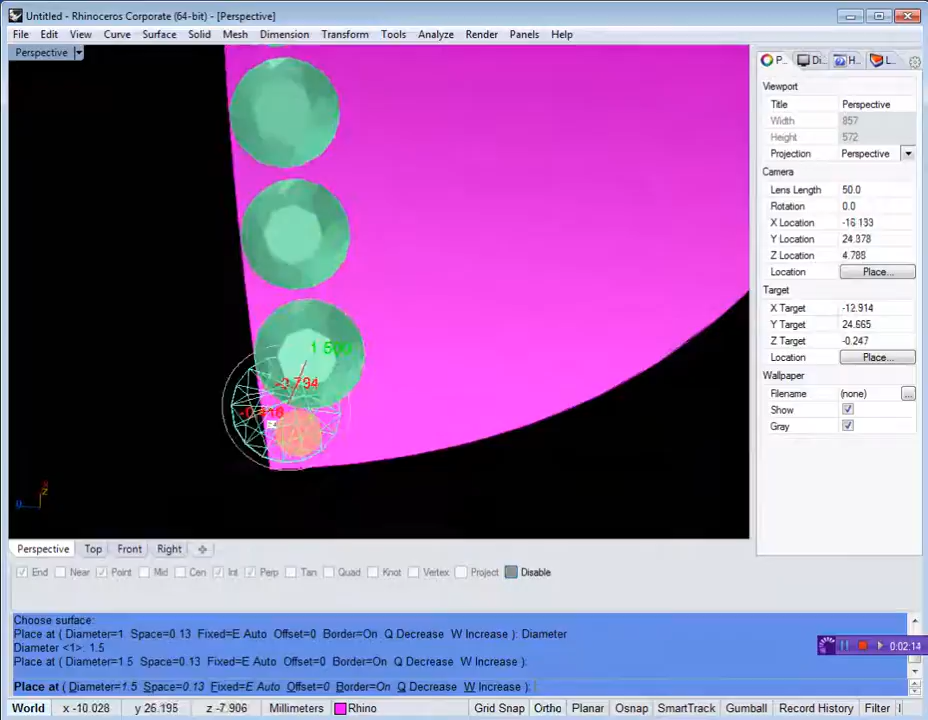 Untitled - Rhinoceros Corporate (64-bit) - [Perspective]
File Edit View Curve Surface Solid Mesh Dimension Transform Tools Analyze Render Panels Help
Perspective
P... Di... H... L...
Viewport
Title Perspective
Width 857
Height 572
Projection Perspective
Camera
Lens Length 50.0
Rotation 0.0
X Location -16.133
Y Location 24.378
Z Location 4.788
Location Place...
Target
X Target -12.914
Y Target 24.665
Z Target -0.247
Location Place...
Wallpaper
Filename (none) ...
Show
Gray
1.500
Perspective Top Front Right
End Near Point Mid Cen Int Perp Tan Quad Knot Vertex Project Disable
Choose surface:
Place at ( Diameter=1 Space=0.13 Fixed=E Auto Offset=0 Border=On Q Decrease W Increase ): Diameter
Diameter <1>: 1.5
Place at ( Diameter=1.5 Space=0.13 Fixed=E Auto Offset=0 Border=On Q Decrease W Increase ):
Place at ( Diameter=1.5 Space=0.13 Fixed=E Auto Offset=0 Border=On Q Decrease W Increase ):
0:02:14
World x -10.028 y 26.195 z -7.906 Millimeters Rhino Grid Snap Ortho Planar Osnap SmartTrack Gumball Record History Filter